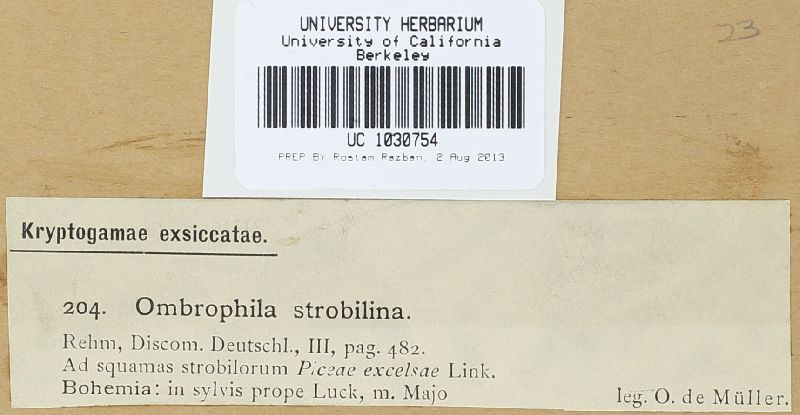 23
UNIVERSITY HERBARIUM
University of California
Berkeley
UC 1030754
PREP BY Rostam Razban, 2 Aug 2013
Kryptogamae exsiccatae.
204. Ombrophila strobilina.
Rehm, Discom. Deutschl., III, pag. 482.
Ad squamas strobilorum Piceae excelsae Link.
Bohemia: in sylvis prope Luck, m. Majo leg. O. de Müller.